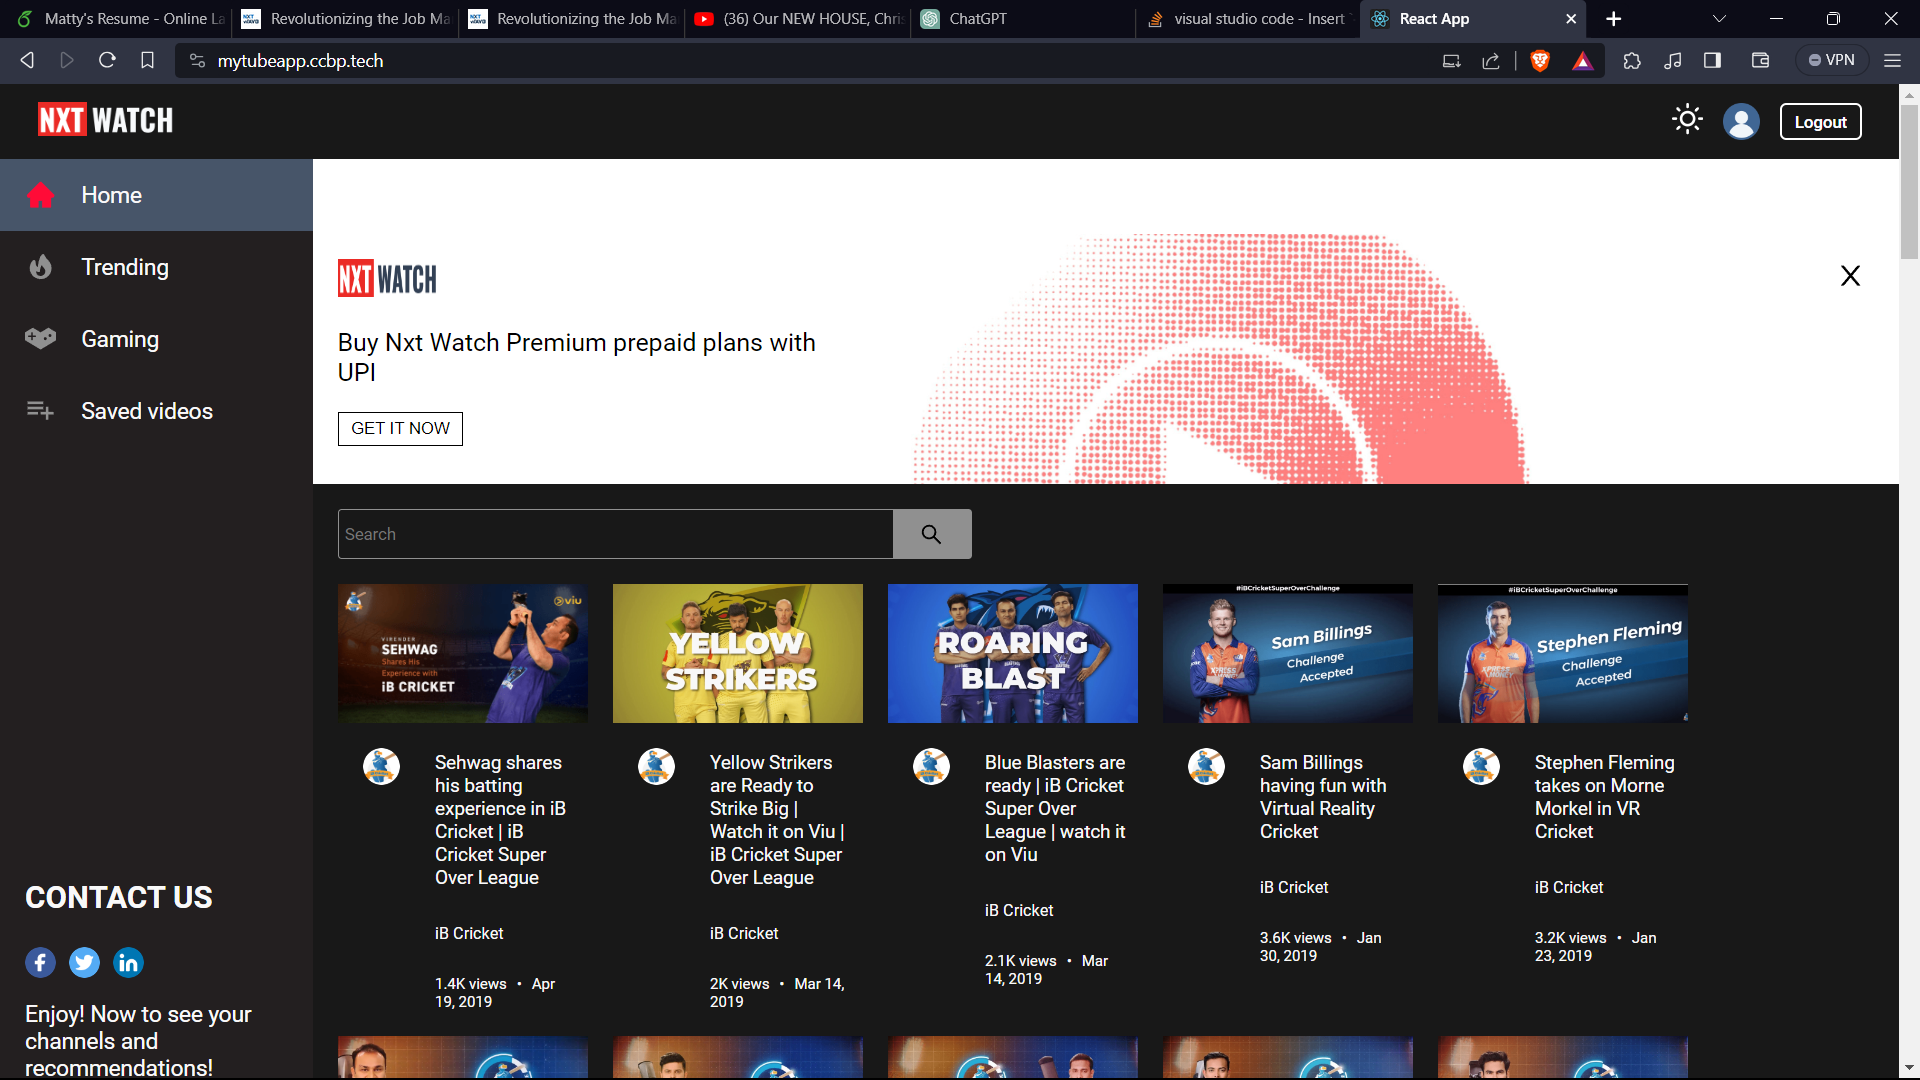 Matty's Resume - Online La
Revolutionizing the Job Ma
Revolutionizing the Job Ma
(36) Our NEW HOUSE, Chris
ChatGPT
visual studio code - Insert
React App
mytubeapp.ccbp.tech
VPN
NXT WATCH
Logout
Home
Trending
Gaming
Saved videos
NXT WATCH
Buy Nxt Watch Premium prepaid plans with
UPI
GET IT NOW
X
Search
viu
VIRENDER
SEHWAG
Shares His
Experience with
iB CRICKET
YELLOW
STRIKERS
ROARING
BLAST
#iBCricketSuperOverChallenge
Sam Billings
Challenge
Accepted
#iBCricketSuperOverChallenge
Stephen Fleming
Challenge
Accepted
Sehwag shares
his batting
experience in iB
Cricket | iB
Cricket Super
Over League
iB Cricket
1.4K views • Apr
19, 2019
Yellow Strikers
are Ready to
Strike Big |
Watch it on Viu |
iB Cricket Super
Over League
iB Cricket
2K views • Mar 14,
2019
Blue Blasters are
ready | iB Cricket
Super Over
League | watch it
on Viu
iB Cricket
2.1K views • Mar
14, 2019
Sam Billings
having fun with
Virtual Reality
Cricket
iB Cricket
3.6K views • Jan
30, 2019
Stephen Fleming
takes on Morne
Morkel in VR
Cricket
iB Cricket
3.2K views • Jan
23, 2019
CONTACT US
Enjoy! Now to see your
channels and
recommendations!